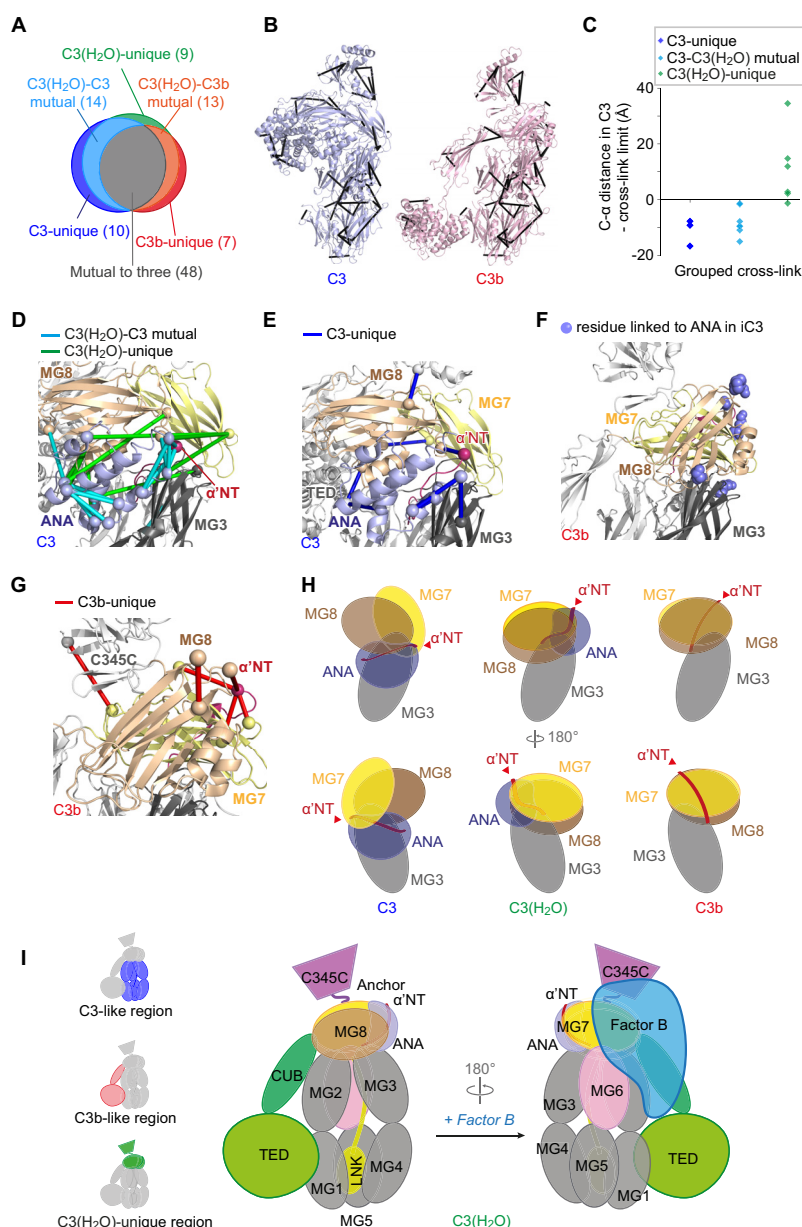 A
C3(H2O)-unique (9)
C3(H2O)-C3
mutual (14)
C3(H2O)-C3b
mutual (13)
C3-unique (10)
C3b-unique (7)
Mutual to three (48)
B
C3
C3b
C
C3-unique
C3-C3(H2O) mutual
C3(H2O)-unique
C-α distance in C3
- cross-link limit (Å)
40
20
0
-20
Grouped cross-link
D
C3(H2O)-C3 mutual
C3(H2O)-unique
MG8
α'NT
ANA
MG3
C3
E
C3-unique
MG8
MG7
α'NT
TED
ANA
MG3
C3
F
residue linked to ANA in iC3
MG7
MG8
C3b
MG3
G
C3b-unique
MG8
C345C
α'NT
MG7
C3b
H
MG7
MG8
α'NT
ANA
MG3
MG7
α'NT
MG8
ANA
MG3
α'NT
MG8
MG3
180°
MG7
MG8
α'NT
ANA
MG3
C3
α'NT
MG7
ANA
MG8
MG3
C3(H2O)
α'NT
MG7
MG8
MG3
C3b
I
C3-like region
C3b-like region
C3(H2O)-unique region
C345C
Anchor
α'NT
MG8
ANA
CUB
MG2
MG3
TED
LNK
MG1
MG4
MG5
180°
+ Factor B
C3(H2O)
C345C
α'NT
MG7
Factor B
ANA
MG6
MG3
MG4
MG5
TED
MG1